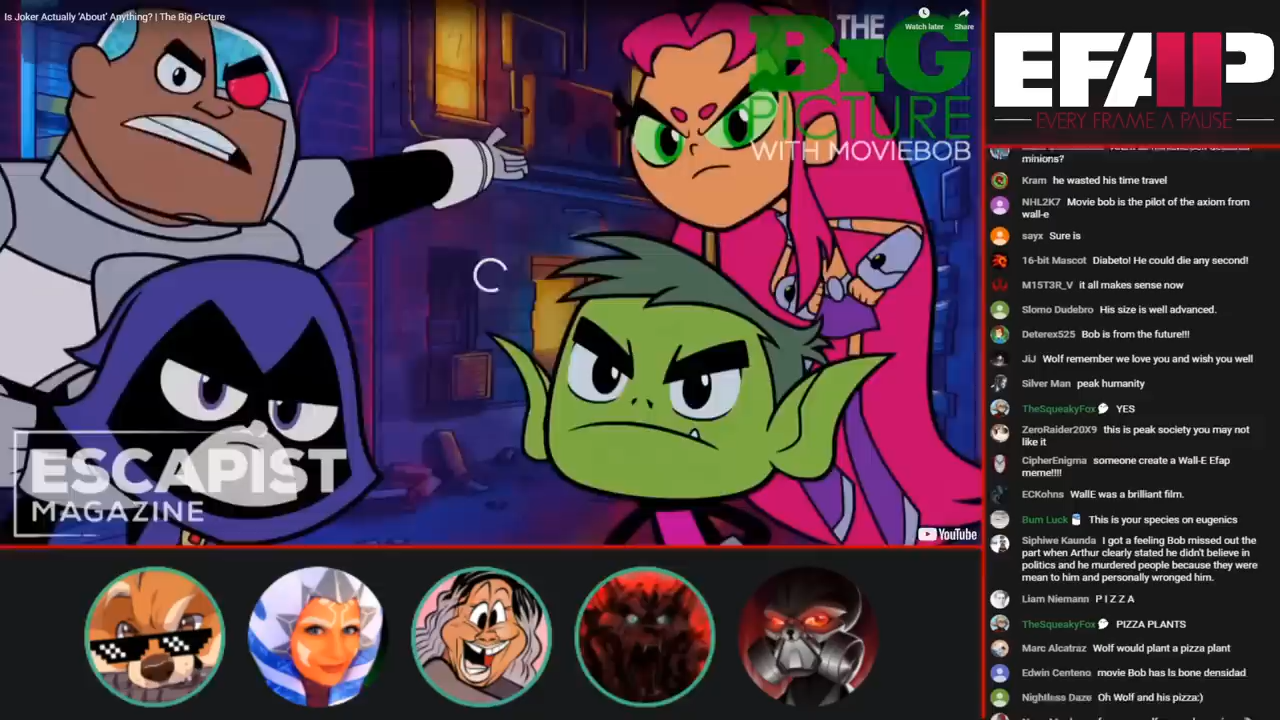 Is Joker Actually 'About' Anything? | The Big Picture
Watch later
Share
THE
BIG
PICTURE
WITH MOVIEBOB
ESCAPIST
MAGAZINE
YouTube
EFAP
EVERY FRAME A PAUSE
minions?
Kram he wasted his time travel
NHL2K7 Movie bob is the pilot of the axiom from
wall-e
sayx Sure is
16-bit Mascot Diabeto! He could die any second!
M15T3R_V it all makes sense now
Slomo Dudebro His size is well advanced.
Deterex525 Bob is from the future!!!
JiJ Wolf remember we love you and wish you well
Silver Man peak humanity
TheSqueakyFox YES
ZeroRaider20X9 this is peak society you may not
like it
CipherEnigma someone create a Wall-E Efap
meme!!!!
ECKohns WallE was a brilliant film.
Bum Luck This is your species on eugenics
Siphiwe Kaunda I got a feeling Bob missed out the
part when Arthur clearly stated he didn't believe in
politics and he murdered people because they were
mean to him and personally wronged him.
Liam Niemann P I Z Z A
TheSqueakyFox PIZZA PLANTS
Marc Alcatraz Wolf would plant a pizza plant
Edwin Centeno movie Bob has ls bone densidad
Nightless Daze Oh Wolf and his pizza:)